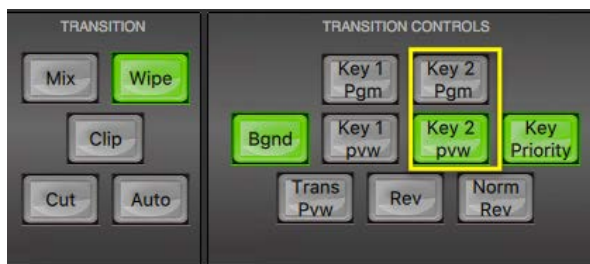 TRANSITION
Mix
Wipe
Clip
Cut
Auto
TRANSITION CONTROLS
Key 1
Pgm
Key 2
Pgm
Bgnd
Key 1
pvw
Key 2
pvw
Key
Priority
Trans
Pvw
Rev
Norm
Rev